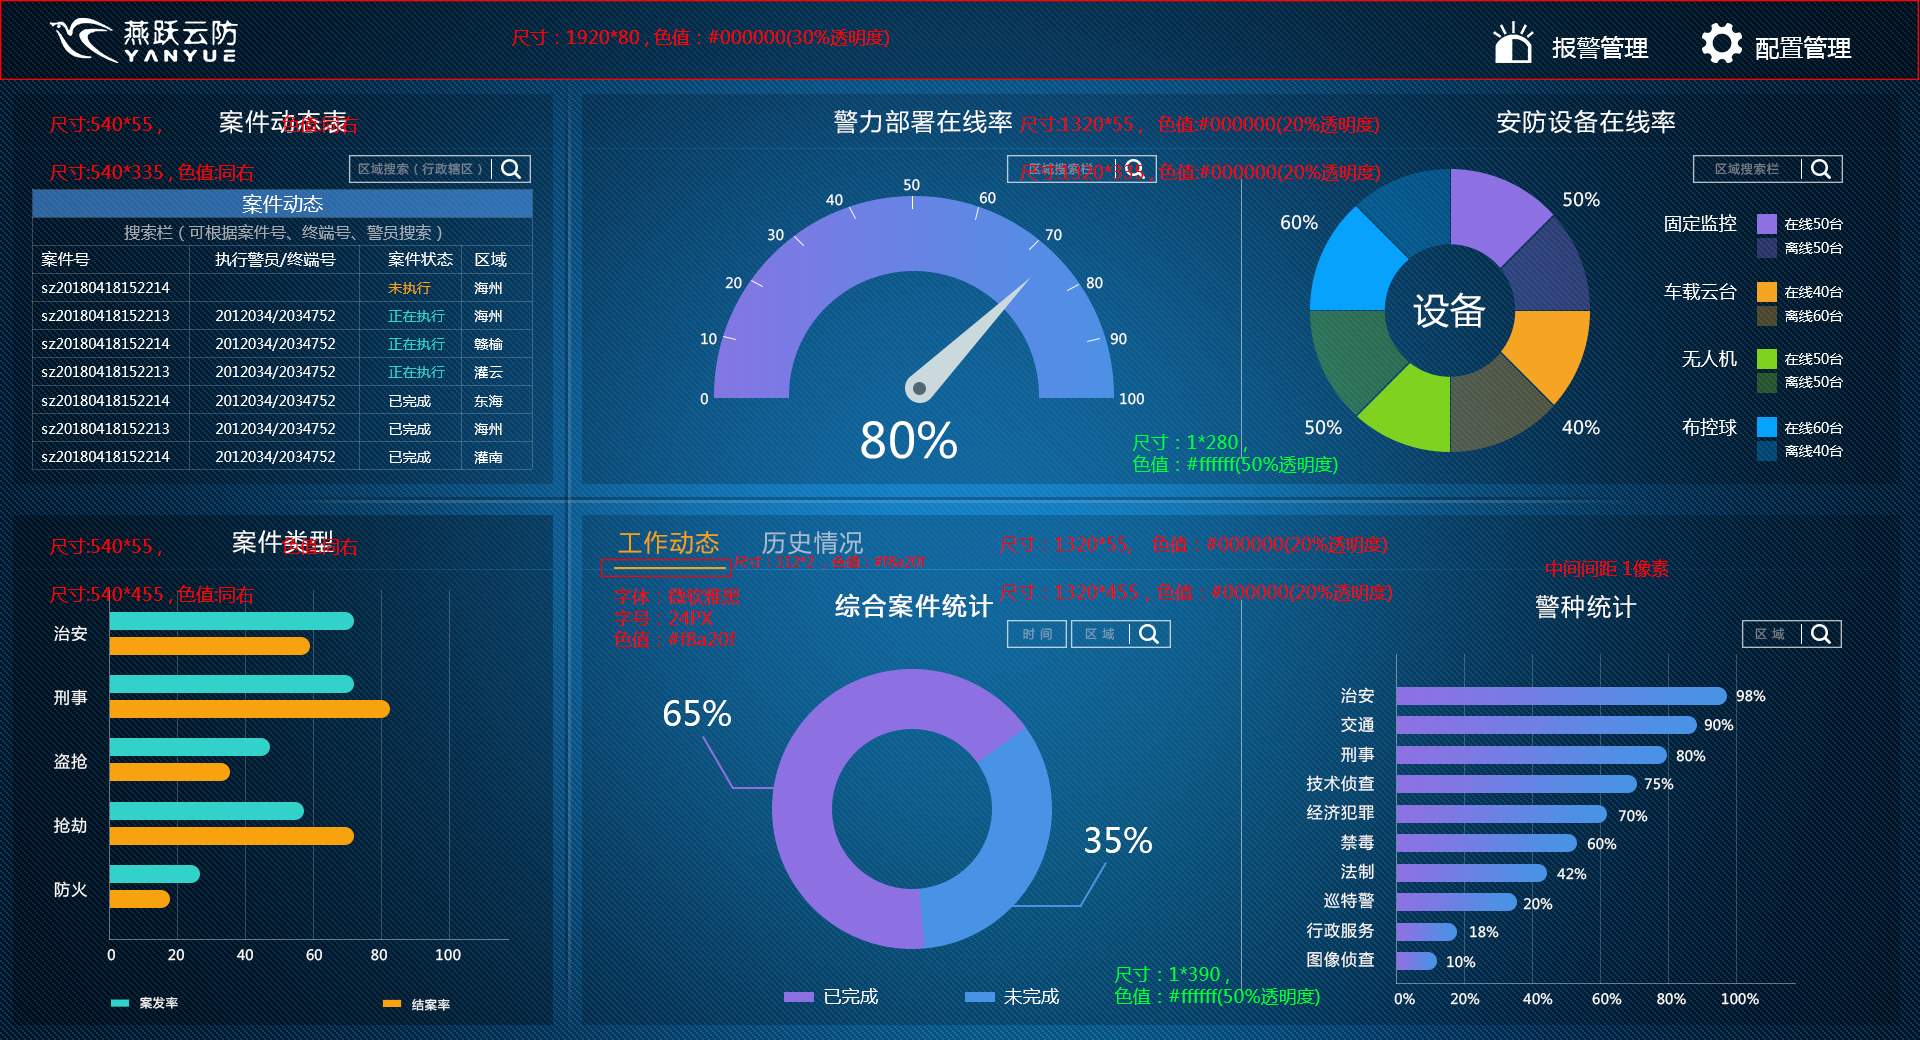 燕跃云防
YANYUE
尺寸：1920*80，色值：#000000(30%透明度)
报警管理
配置管理
案件动态表
尺寸:540*55，
色值:同右
尺寸:540*335，色值:同右
区域搜索（行政辖区）
案件动态
搜索栏（可根据案件号、终端号、警员搜索）
案件号 执行警员/终端号 案件状态 区域
sz20180418152214 未执行 海州
sz20180418152213 2012034/2034752 正在执行 海州
sz20180418152214 2012034/2034752 正在执行 赣榆
sz20180418152213 2012034/2034752 正在执行 灌云
sz20180418152214 2012034/2034752 已完成 东海
sz20180418152213 2012034/2034752 已完成 海州
sz20180418152214 2012034/2034752 已完成 灌南
警力部署在线率
尺寸:1320*55， 色值:#000000(20%透明度)
区域搜索栏
尺寸:1320*335，色值:#000000(20%透明度)
0
10
20
30
40
50
60
70
80
90
100
80%
尺寸：1*280，
色值：#ffffff(50%透明度)
安防设备在线率
区域搜索栏
60%
50%
50%
40%
设备
固定监控
在线50台
离线50台
车载云台
在线40台
离线60台
无人机
在线50台
离线50台
布控球
在线60台
离线40台
案件类型
尺寸:540*55，
色值:同右
尺寸:540*455，色值:同右
治安
刑事
盗抢
抢劫
防火
0 20 40 60 80 100
案发率
结案率
工作动态
历史情况
尺寸：112*2 ，色值：#f8a20f
字体：微软雅黑
字号：24PX
色值：#f8a20f
尺寸：1320*55， 色值：#000000(20%透明度)
综合案件统计
尺寸：1320*455，色值：#000000(20%透明度)
时间
区域
65%
35%
已完成
未完成
尺寸：1*390，
色值：#ffffff(50%透明度)
中间间距 1像素
警种统计
区域
治安 98%
交通 90%
刑事 80%
技术侦查 75%
经济犯罪 70%
禁毒 60%
法制 42%
巡特警 20%
行政服务 18%
图像侦查 10%
0% 20% 40% 60% 80% 100%